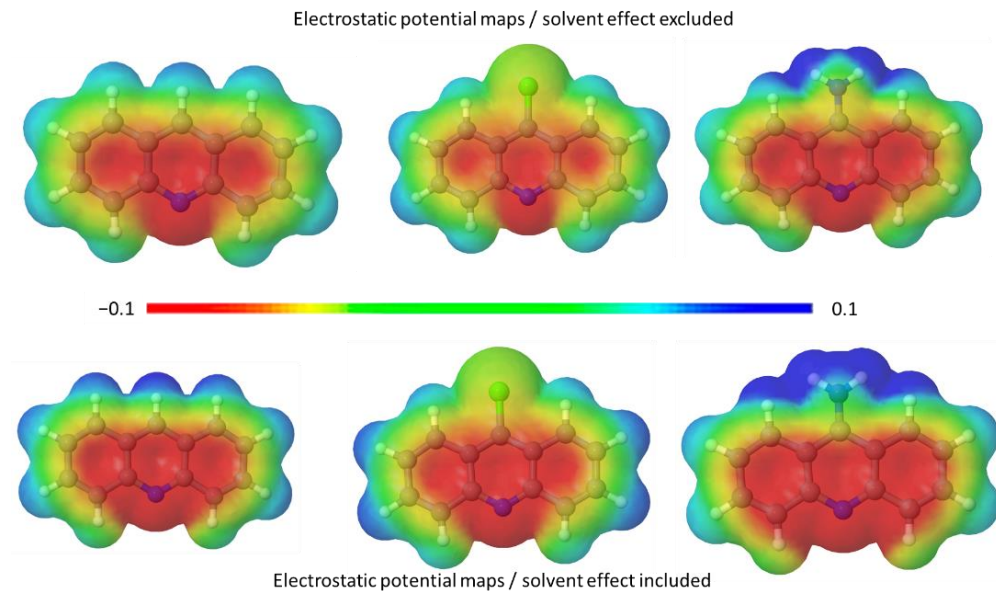 Electrostatic potential maps / solvent effect excluded
−0.1
0.1
Electrostatic potential maps / solvent effect included